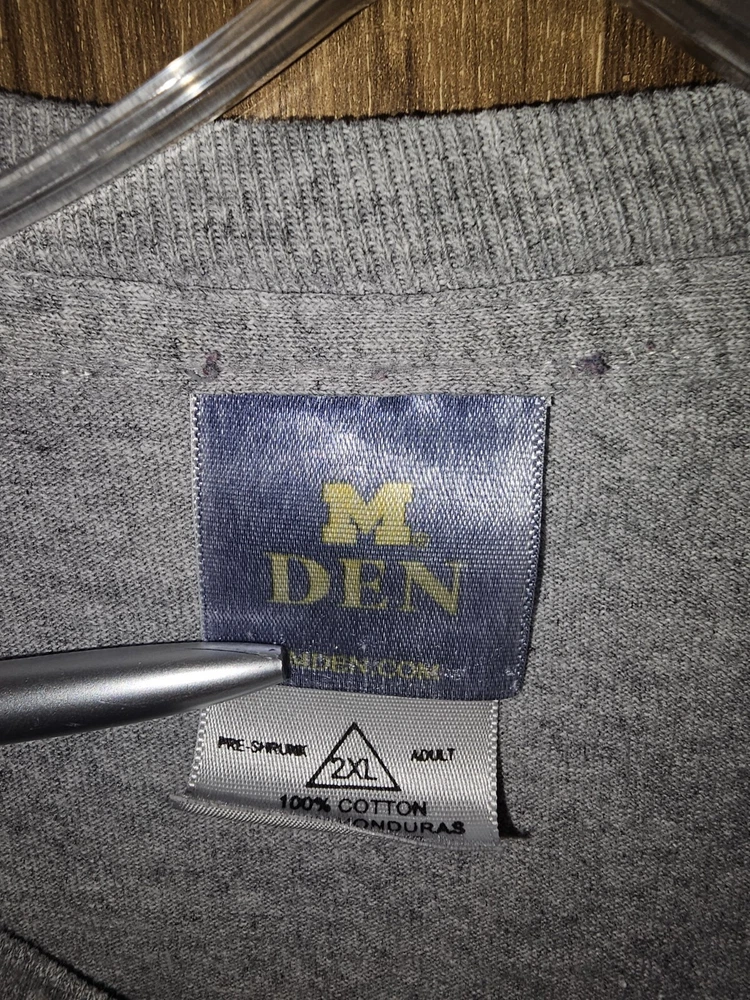 M
DEN
MDEN.COM
PRE-SHRUNK 2XL ADULT
100% COTTON
HONDURAS